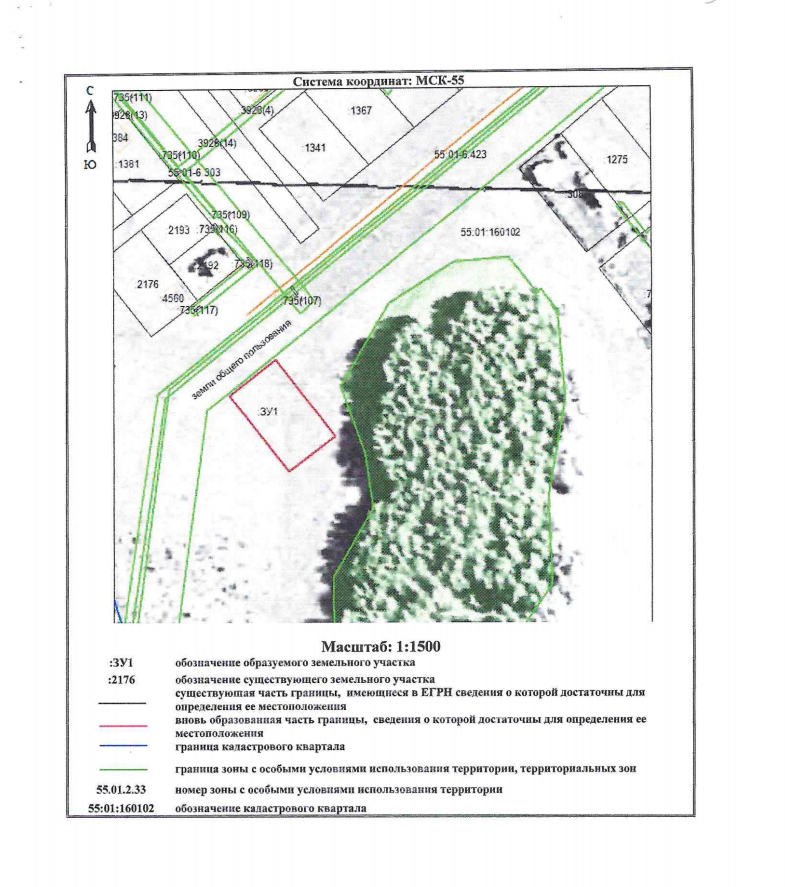 Система координат: МСК-55
С
Ю
:735(111)
3928(4)
1367
3928(13)
384
3928(14)
1341
:735(110)
:1381
55:01-6.303
55:01-6.423
1275
735(109)
2193
:735(116)
55:01:160102
735(118)
2192
2176
4560
:735(117)
:735(107)
земли общего пользования
:ЗУ1
Масштаб: 1:1500
:ЗУ1 обозначение образуемого земельного участка
:2176 обозначение существующего земельного участка
существующая часть границы, имеющиеся в ЕГРН сведения о которой достаточны для
определения ее местоположения
вновь образованная часть границы, сведения о которой достаточны для определения ее
местоположения
граница кадастрового квартала
граница зоны с особыми условиями использования территории, территориальных зон
55.01.2.33 номер зоны с особыми условиями использования территории
55:01:160102 обозначение кадастрового квартала